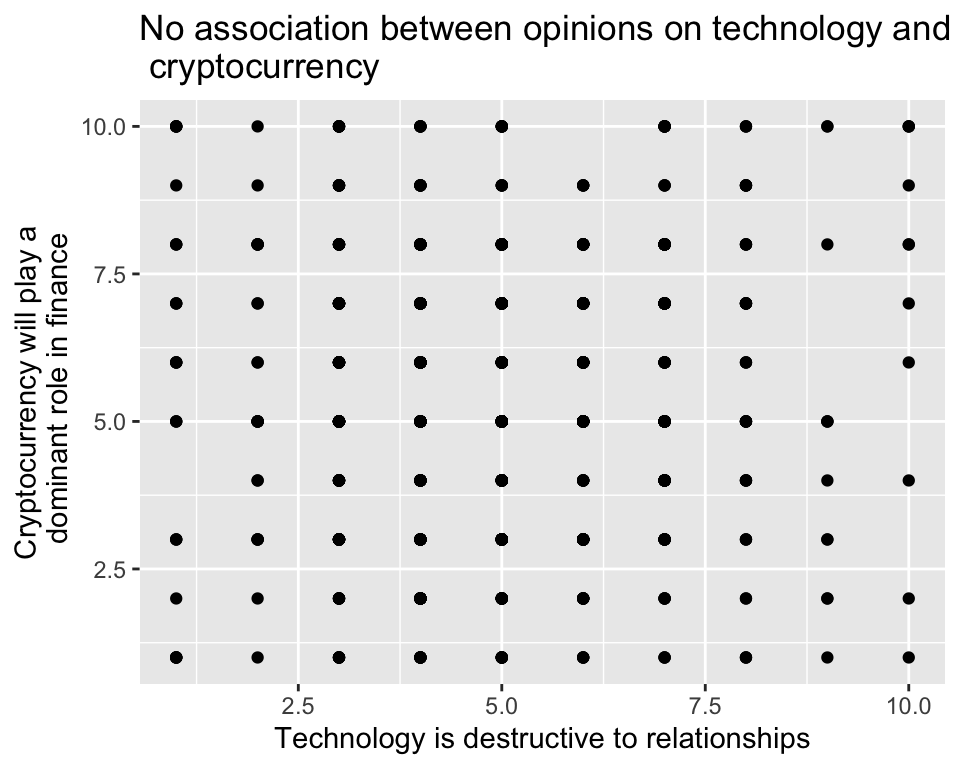 No association between opinions on technology and
cryptocurrency
Cryptocurrency will play a
dominant role in finance
10.0
7.5
5.0
2.5
2.5
5.0
7.5
10.0
Technology is destructive to relationships